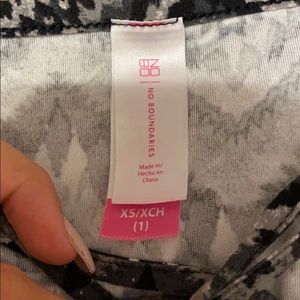 NO
BO
NO BOUNDARIES
Made in/
Hecho en
China
XS/XCH
(1)